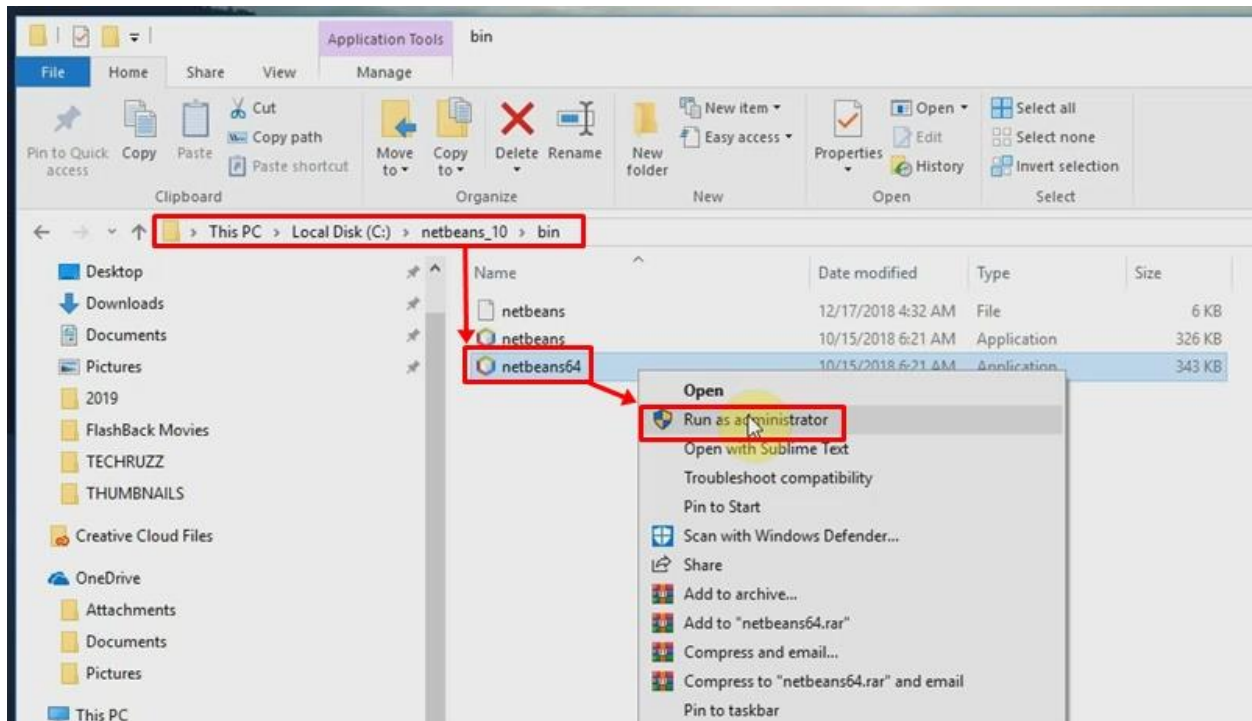 Application Tools bin
File Home Share View Manage
Pin to Quick access
Copy
Paste
Cut
Copy path
Paste shortcut
Move to
Copy to
Delete
Rename
New folder
New item
Easy access
Properties
Open
Edit
History
Select all
Select none
Invert selection
Clipboard Organize New Open Select
This PC > Local Disk (C:) > netbeans_10 > bin
Desktop
Downloads
Documents
Pictures
2019
FlashBack Movies
TECHRUZZ
THUMBNAILS
Creative Cloud Files
OneDrive
Attachments
Documents
Pictures
This PC
Name Date modified Type Size
netbeans 12/17/2018 4:32 AM File 6 KB
netbeans 10/15/2018 6:21 AM Application 326 KB
netbeans64 10/15/2018 6:21 AM Application 343 KB
Open
Run as administrator
Open with Sublime Text
Troubleshoot compatibility
Pin to Start
Scan with Windows Defender...
Share
Add to archive...
Add to "netbeans64.rar"
Compress and email...
Compress to "netbeans64.rar" and email
Pin to taskbar